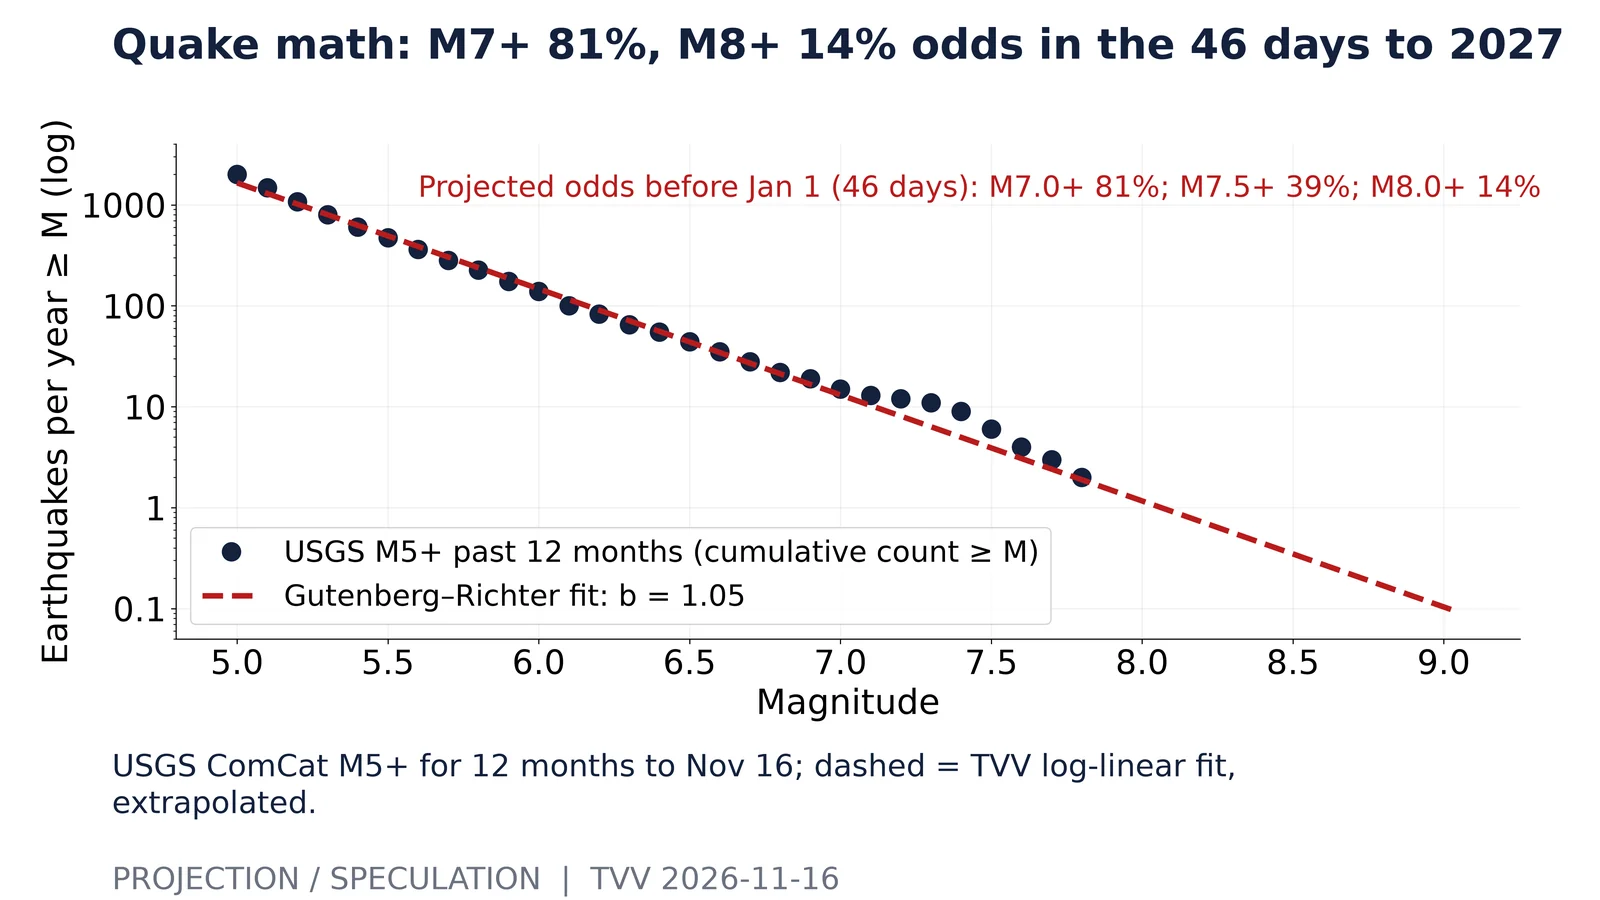 Quake math: M7+ 81%, M8+ 14% odds in the 46 days to 2027
Earthquakes per year ≥ M (log)
1000
100
10
1
0.1
Projected odds before Jan 1 (46 days): M7.0+ 81%; M7.5+ 39%; M8.0+ 14%
USGS M5+ past 12 months (cumulative count ≥ M)
Gutenberg–Richter fit: b = 1.05
5.0 5.5 6.0 6.5 7.0 7.5 8.0 8.5 9.0
Magnitude
USGS ComCat M5+ for 12 months to Nov 16; dashed = TVV log-linear fit,
extrapolated.
PROJECTION / SPECULATION | TVV 2026-11-16